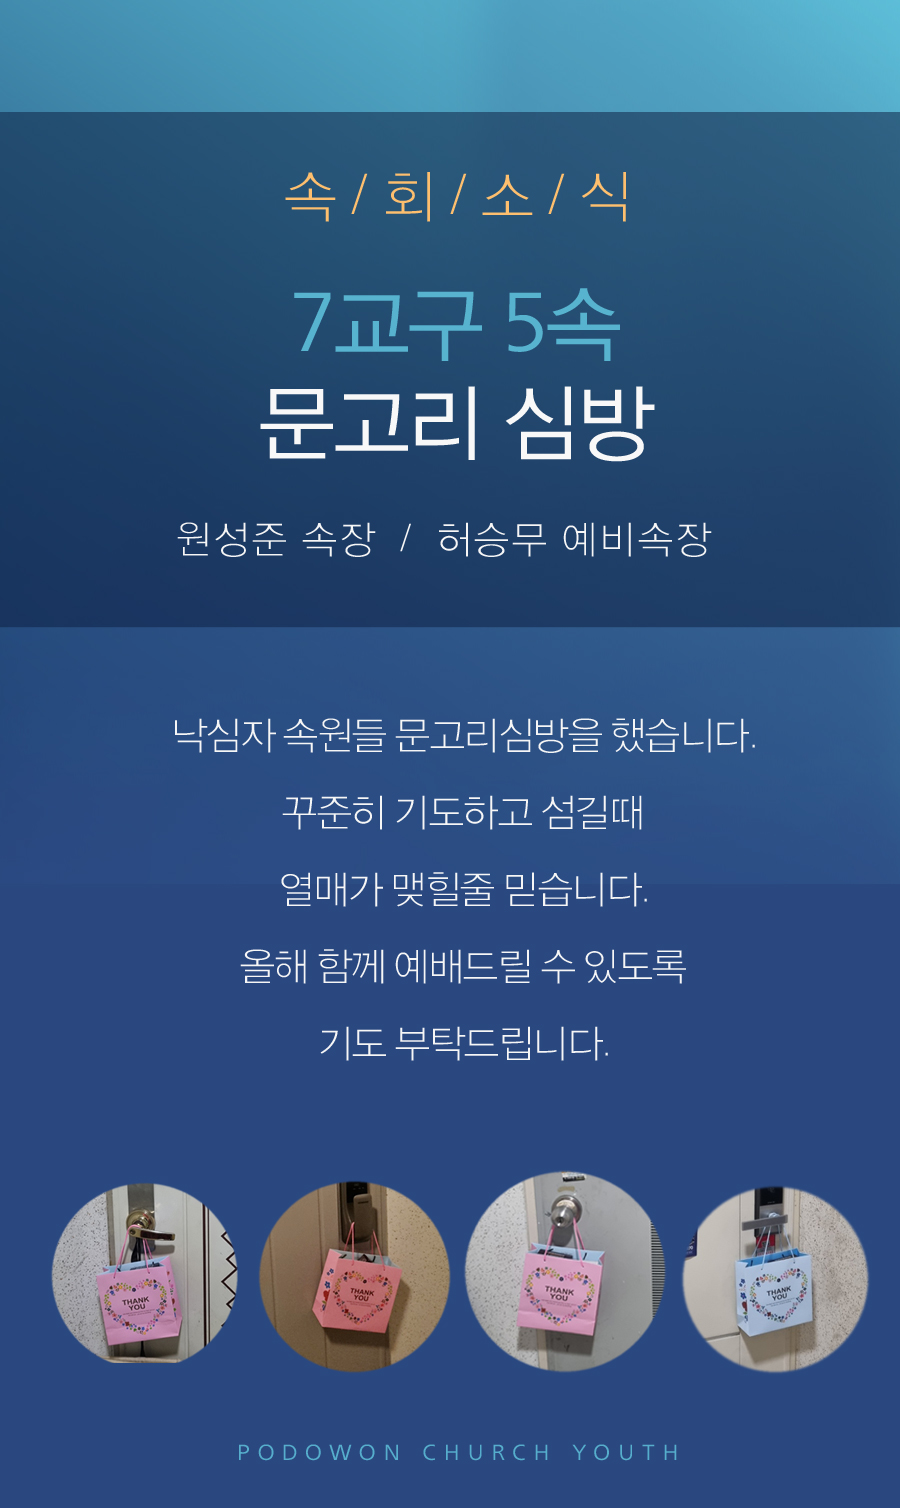 속/회/소/식
7교구 5속
문고리 심방
원성준 속장 / 허승무 예비속장
낙심자 속원들 문고리심방을 했습니다.
꾸준히 기도하고 섬길때
열매가 맺힐줄 믿습니다.
올해 함께 예배드릴 수 있도록
기도 부탁드립니다.
THANK YOU
THANK YOU
THANK YOU
THANK YOU
PODOWON CHURCH YOUTH